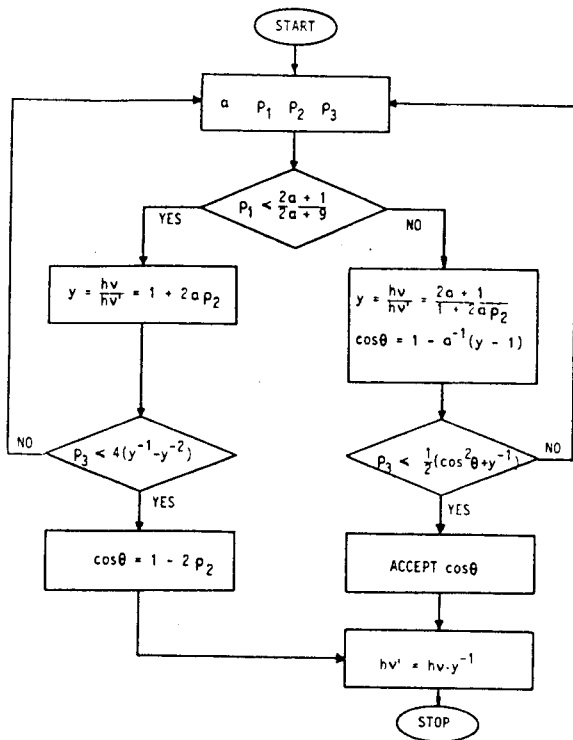 START
a ρ₁ ρ₂ ρ₃
ρ₁ < (2a + 1)/(2a + 9)
YES
NO
y = hν/hν' = 1 + 2aρ₂
y = hν/hν' = (2a + 1)/(1 + 2aρ₂)
cosθ = 1 - a⁻¹(y - 1)
NO
ρ₃ < 4(y⁻¹-y⁻²)
ρ₃ < ½(cos²θ+y⁻¹)
NO
YES
YES
cosθ = 1 - 2ρ₂
ACCEPT cosθ
hν' = hν·y⁻¹
STOP